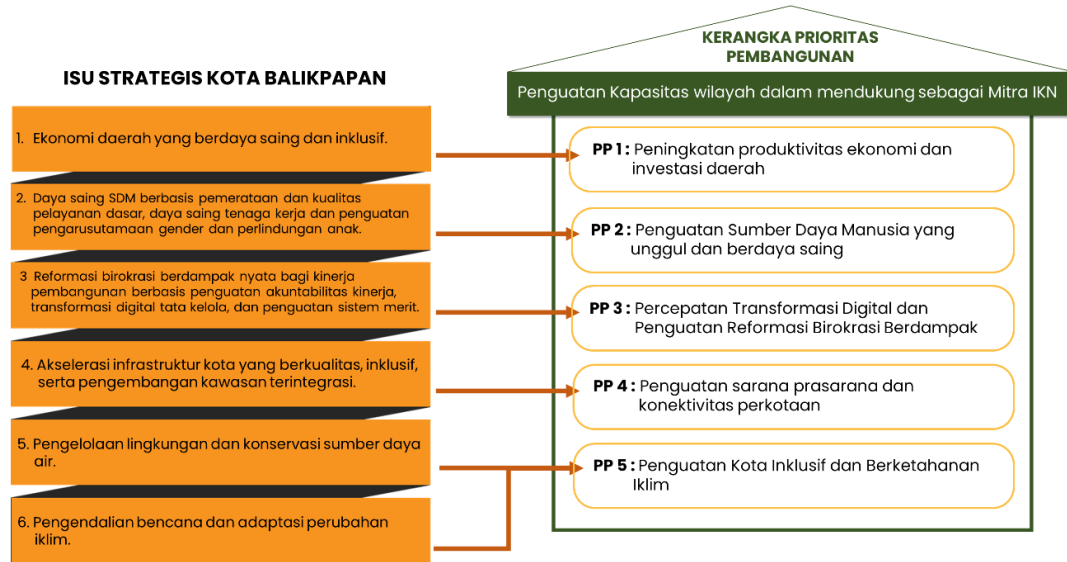 ISU STRATEGIS KOTA BALIKPAPAN
1. Ekonomi daerah yang berdaya saing dan inklusif.
2. Daya saing SDM berbasis pemerataan dan kualitas
pelayanan dasar, daya saing tenaga kerja dan penguatan
pengarusutamaan gender dan perlindungan anak.
3 Reformasi birokrasi berdampak nyata bagi kinerja
pembangunan berbasis penguatan akuntabilitas kinerja,
transformasi digital tata kelola, dan penguatan sistem merit.
4. Akselerasi infrastruktur kota yang berkualitas, inklusif,
serta pengembangan kawasan terintegrasi.
5. Pengelolaan lingkungan dan konservasi sumber daya
air.
6. Pengendalian bencana dan adaptasi perubahan
iklim.
KERANGKA PRIORITAS
PEMBANGUNAN
Penguatan Kapasitas wilayah dalam mendukung sebagai Mitra IKN
PP 1 : Peningkatan produktivitas ekonomi dan
investasi daerah
PP 2 : Penguatan Sumber Daya Manusia yang
unggul dan berdaya saing
PP 3 : Percepatan Transformasi Digital dan
Penguatan Reformasi Birokrasi Berdampak
PP 4 : Penguatan sarana prasarana dan
konektivitas perkotaan
PP 5 : Penguatan Kota Inklusif dan Berketahanan
Iklim